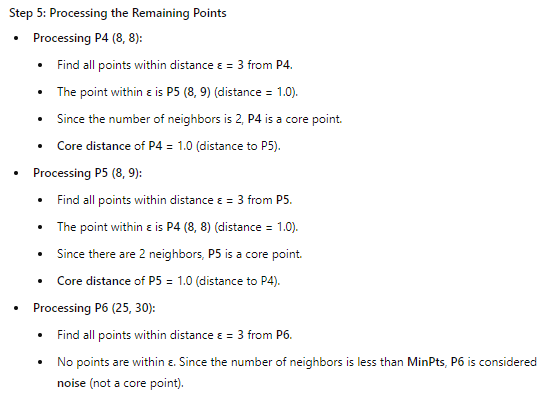 Step 5: Processing the Remaining Points
• Processing P4 (8, 8):
• Find all points within distance ε = 3 from P4.
• The point within ε is P5 (8, 9) (distance = 1.0).
• Since the number of neighbors is 2, P4 is a core point.
• Core distance of P4 = 1.0 (distance to P5).
• Processing P5 (8, 9):
• Find all points within distance ε = 3 from P5.
• The point within ε is P4 (8, 8) (distance = 1.0).
• Since there are 2 neighbors, P5 is a core point.
• Core distance of P5 = 1.0 (distance to P4).
• Processing P6 (25, 30):
• Find all points within distance ε = 3 from P6.
• No points are within ε. Since the number of neighbors is less than MinPts, P6 is considered
noise (not a core point).